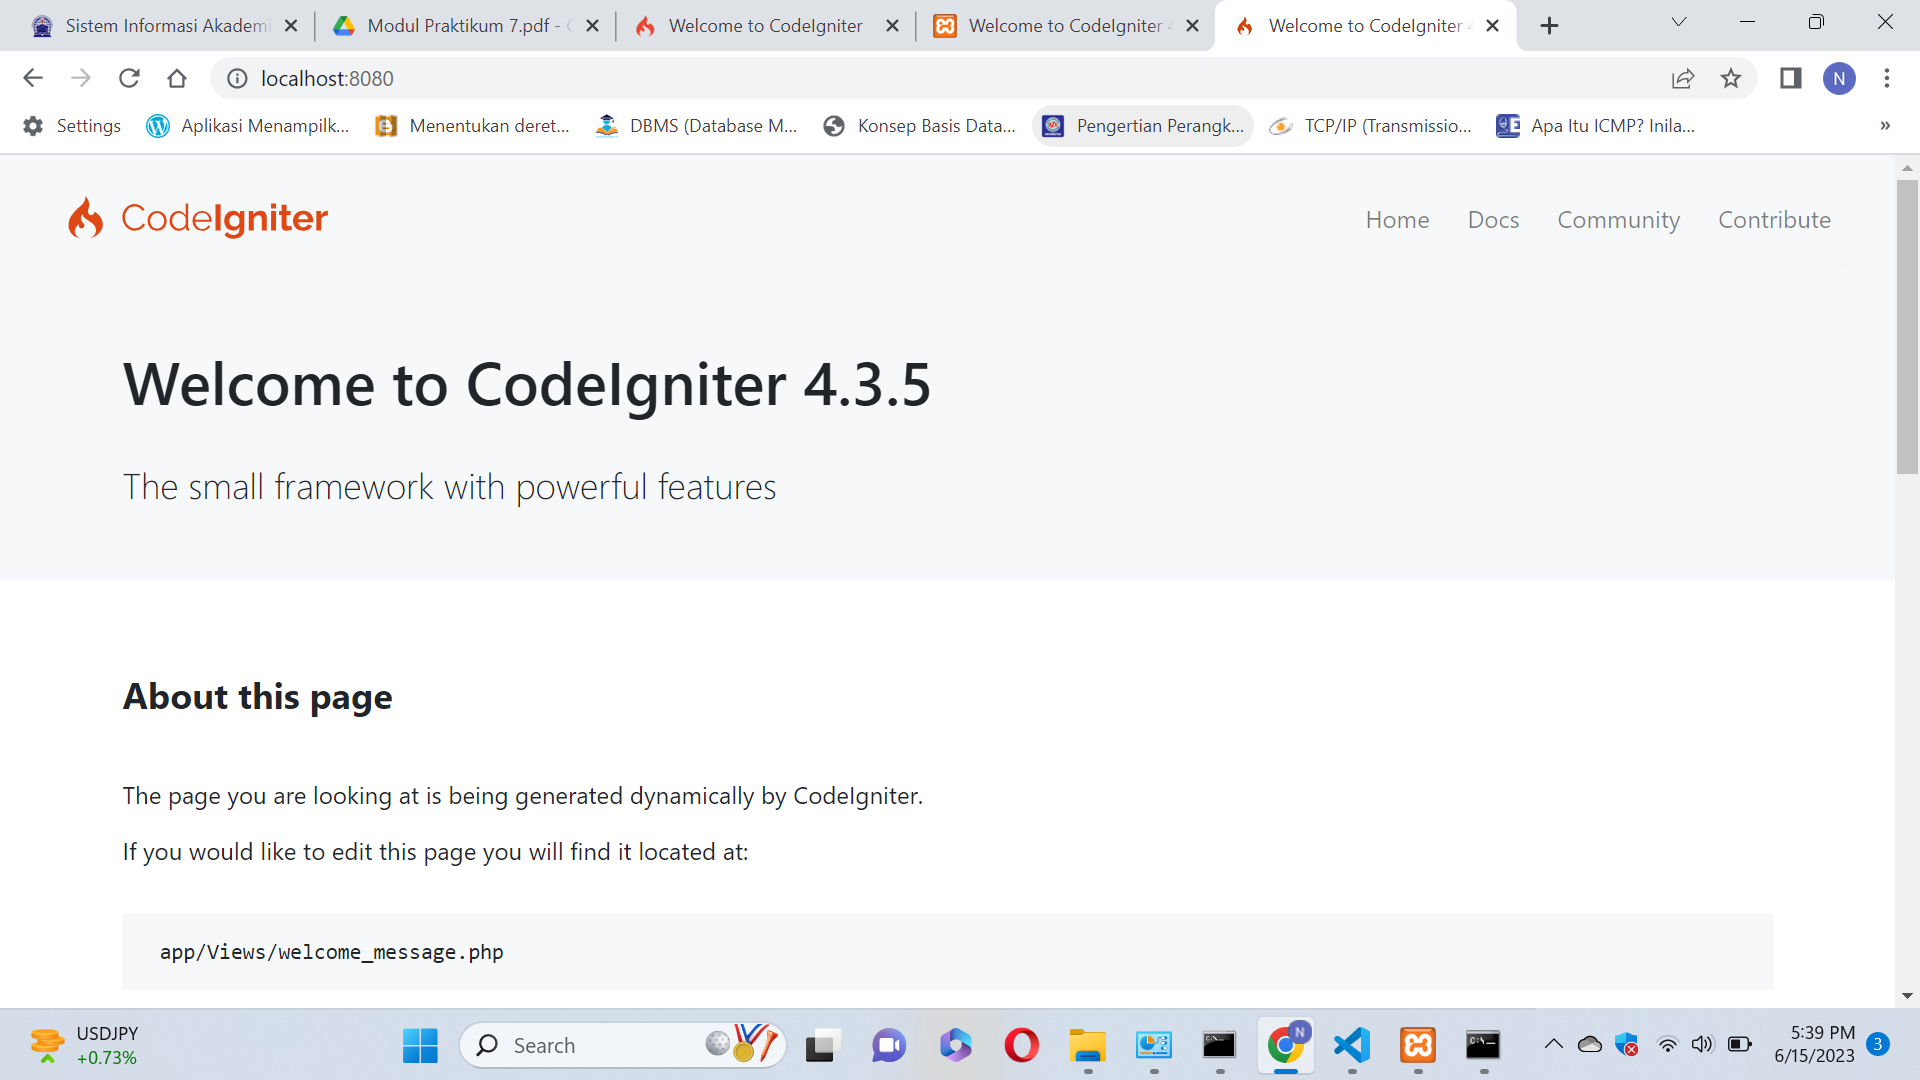 Sistem Informasi Akademi
Modul Praktikum 7.pdf -
Welcome to CodeIgniter
Welcome to CodeIgniter
Welcome to CodeIgniter
localhost:8080
N
Settings
Aplikasi Menampilk...
Menentukan deret...
DBMS (Database M...
Konsep Basis Data...
Pengertian Perangk...
TCP/IP (Transmissio...
Apa Itu ICMP? Inila...
»
CodeIgniter
Home
Docs
Community
Contribute
Welcome to CodeIgniter 4.3.5
The small framework with powerful features
About this page
The page you are looking at is being generated dynamically by CodeIgniter.
If you would like to edit this page you will find it located at:
app/Views/welcome_message.php
USDJPY
+0.73%
Search
N
5:39 PM
6/15/2023
3